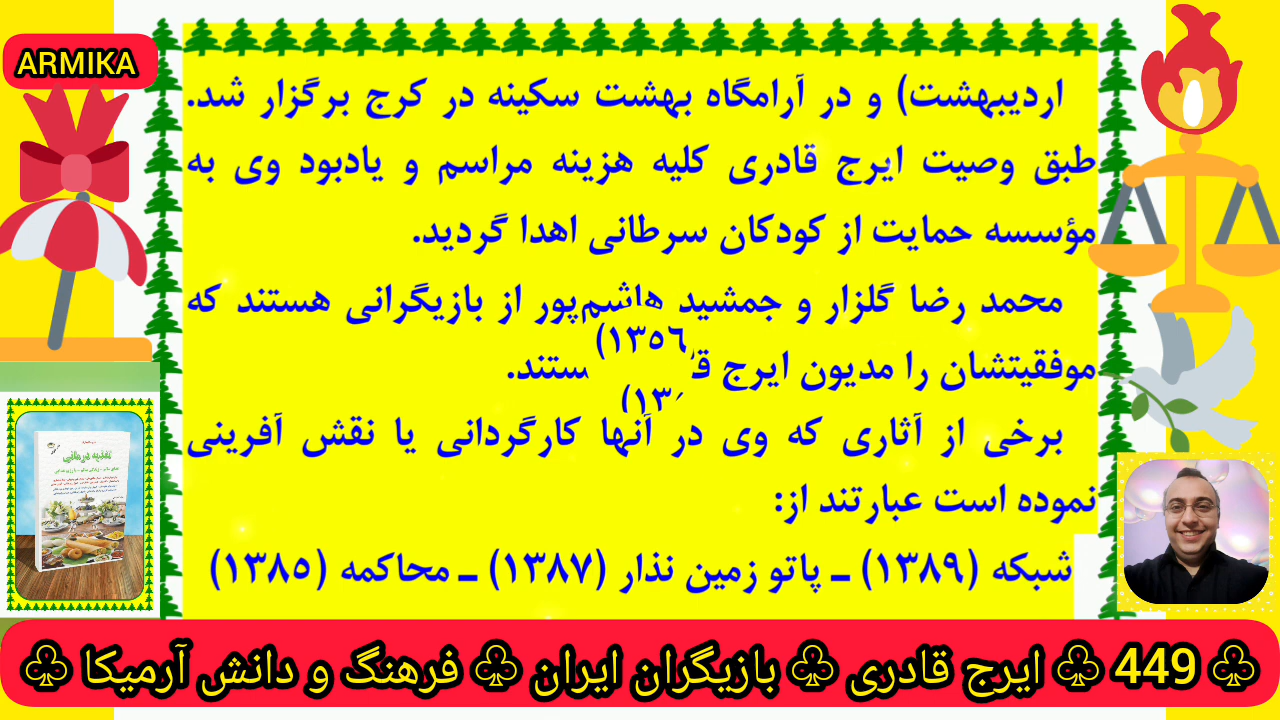 ARMIKA
اردیبهشت) و در آرامگاه بهشت سکینه در کرج برگزار شد.
طبق وصیت ایرج قادری کلیه هزینه مراسم و یادبود وی به
مؤسسه حمایت از کودکان سرطانی اهدا گردید.
محمد رضا گلزار و جمشید هاشم‌پور از بازیگرانی هستند که
(۱۳۵۶
موفقیتشان را مدیون ایرج
برخی از آثاری که وی در آنها کارگردانی یا نقش آفرینی
نموده است عبارتند از:
شبکه (۱۳۸۹) ـ پاتو زمین نذار (۱۳۸۷) ـ محاکمه (۱۳۸۵)
تغذیه درمانی
♧ 449 ♧ ایرج قادری ♧ بازیگران ایران ♧ فرهنگ و دانش آرمیکا ♧